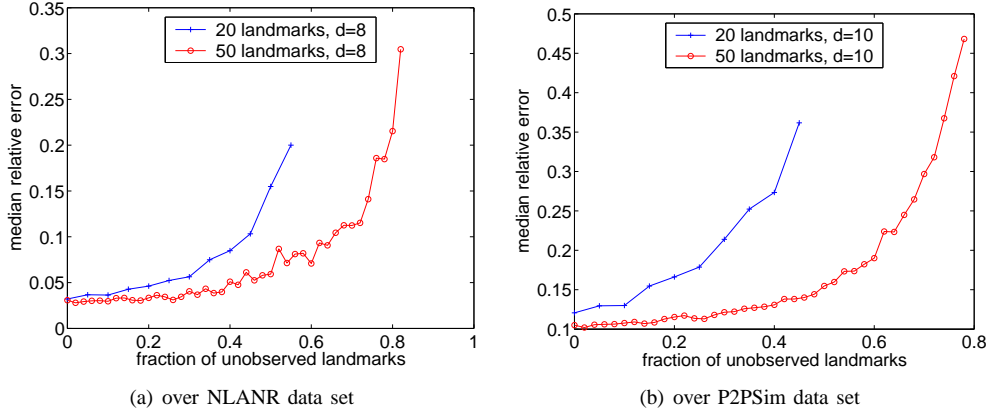 0.35
0.3
0.25
0.2
0.15
0.1
0.05
0
median relative error
20 landmarks, d=8
50 landmarks, d=8
0 0.2 0.4 0.6 0.8 1
fraction of unobserved landmarks
(a) over NLANR data set
0.5
0.45
0.4
0.35
0.3
0.25
0.2
0.15
0.1
median relative error
20 landmarks, d=10
50 landmarks, d=10
0 0.2 0.4 0.6 0.8
fraction of unobserved landmarks
(b) over P2PSim data set